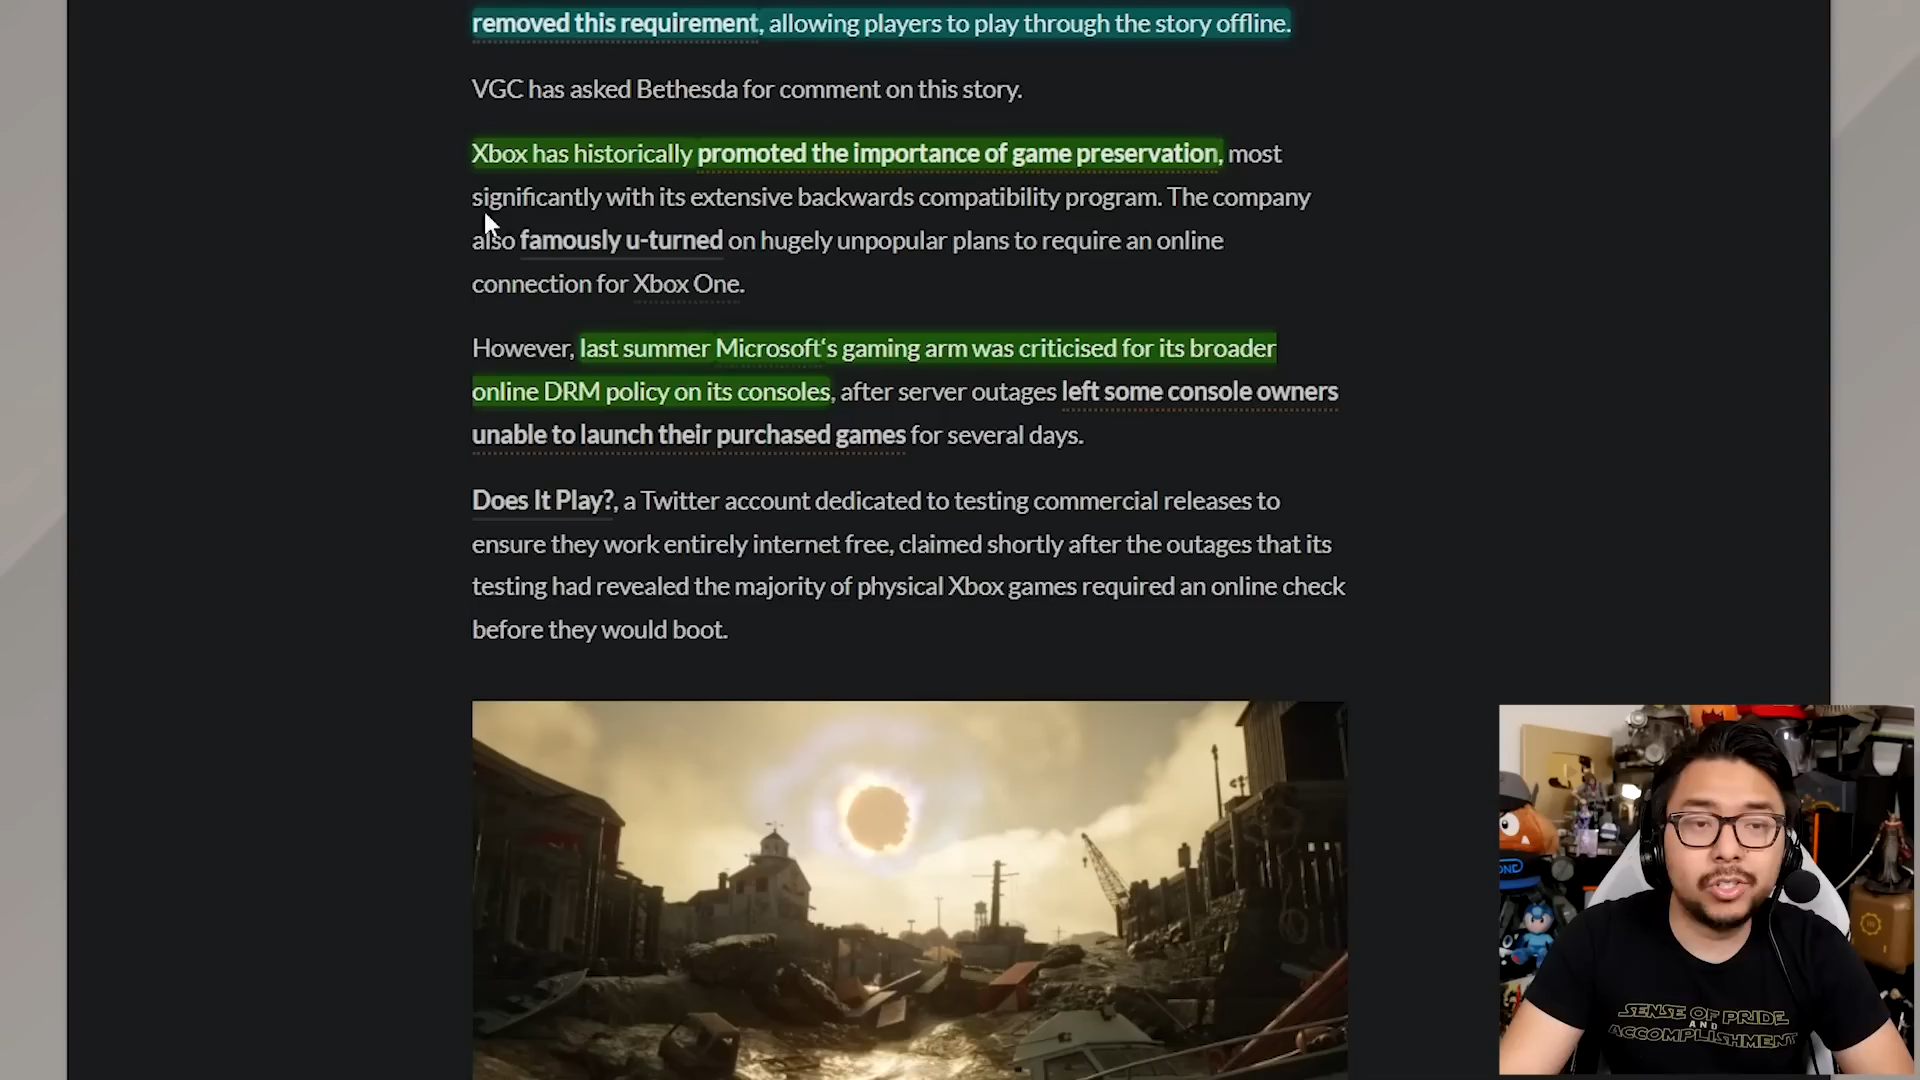 removed this requirement, allowing players to play through the story offline.
VGC has asked Bethesda for comment on this story.
Xbox has historically promoted the importance of game preservation, most
significantly with its extensive backwards compatibility program. The company
also famously u-turned on hugely unpopular plans to require an online
connection for Xbox One.
However, last summer Microsoft‘s gaming arm was criticised for its broader
online DRM policy on its consoles, after server outages left some console owners
unable to launch their purchased games for several days.
Does It Play?, a Twitter account dedicated to testing commercial releases to
ensure they work entirely internet free, claimed shortly after the outages that its
testing had revealed the majority of physical Xbox games required an online check
before they would boot.
SENSE OF PRIDE
AND
ACCOMPLISHMENT